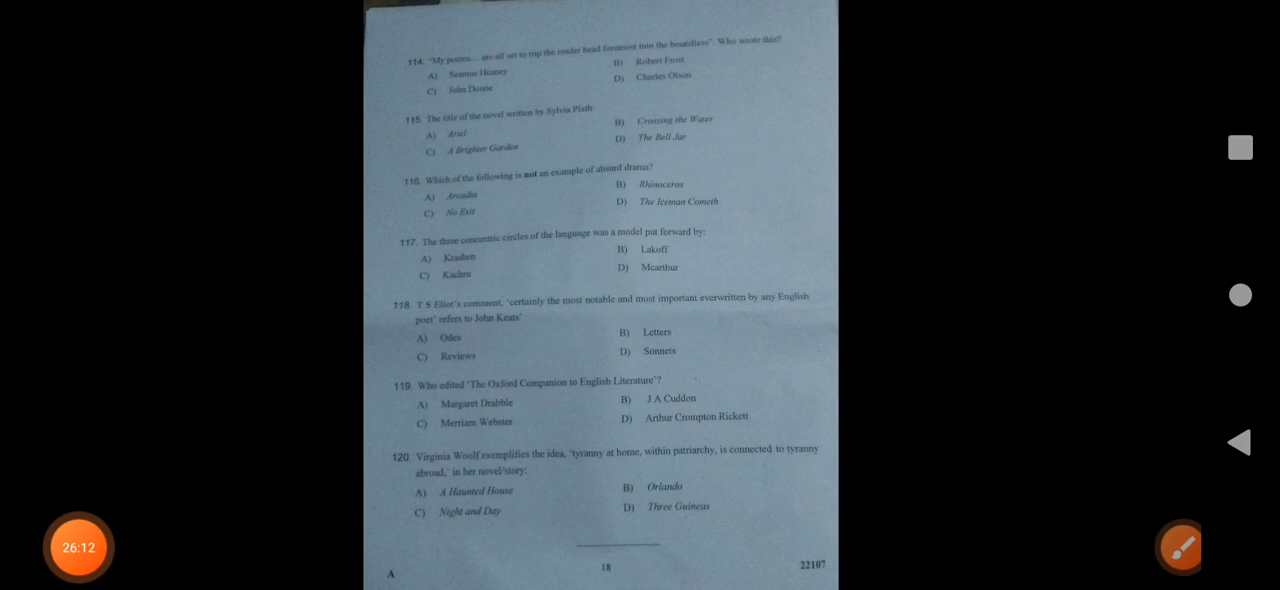 114. "My poems... are all set to trip the reader head foremost into the boundless". Who wrote this?
A) Seamus Heaney B) Robert Frost
C) John Donne D) Charles Olson
115. The title of the novel written by Sylvia Plath:
A) Ariel B) Crossing the Water
C) A Brighter Garden D) The Bell Jar
116. Which of the following is not an example of absurd drama?
A) Arcadia B) Rhinoceros
C) No Exit D) The Iceman Cometh
117. The three concentric circles of the language was a model put forward by:
A) Krashen B) Lakoff
C) Kachru D) Mcarthur
118. T S Eliot's comment, 'certainly the most notable and most important everwritten by any English
poet' refers to John Keats'
A) Odes B) Letters
C) Reviews D) Sonnets
119. Who edited 'The Oxford Companion to English Literature'?
A) Margaret Drabble B) J A Cuddon
C) Merriam Webster D) Arthur Crompton Rickett
120. Virginia Woolf exemplifies the idea, 'tyranny at home, within patriarchy, is connected to tyranny
abroad,' in her novel/story:
A) A Haunted House B) Orlando
C) Night and Day D) Three Guineas
A 18 22107
26:12